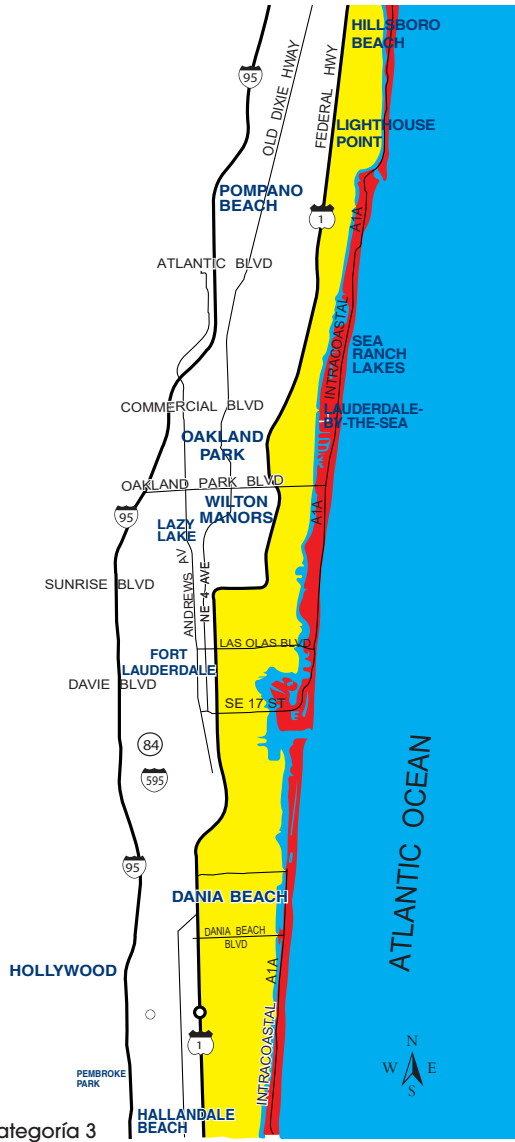 HILLSBORO
BEACH
95
OLD DIXIE HWAY
FEDERAL HWY
LIGHTHOUSE
POINT
POMPANO
BEACH
1
A1A
ATLANTIC BLVD
INTRACOASTAL
SEA
RANCH
LAKES
COMMERCIAL BLVD
LAUDERDALE-
BY-THE-SEA
OAKLAND
PARK
OAKLAND PARK BLVD
WILTON
MANORS
95
LAZY
LAKE
A1A
SUNRISE BLVD
ANDREWS AV
NE 4 AVE
LAS OLAS BLVD
FORT
LAUDERDALE
DAVIE BLVD
SE 17 ST
84
595
ATLANTIC OCEAN
95
DANIA BEACH
DANIA BEACH
BLVD
HOLLYWOOD
A1A
INTRACOASTAL
1
N
W E
S
PEMBROKE
PARK
HALLANDALE
BEACH
ategoría 3